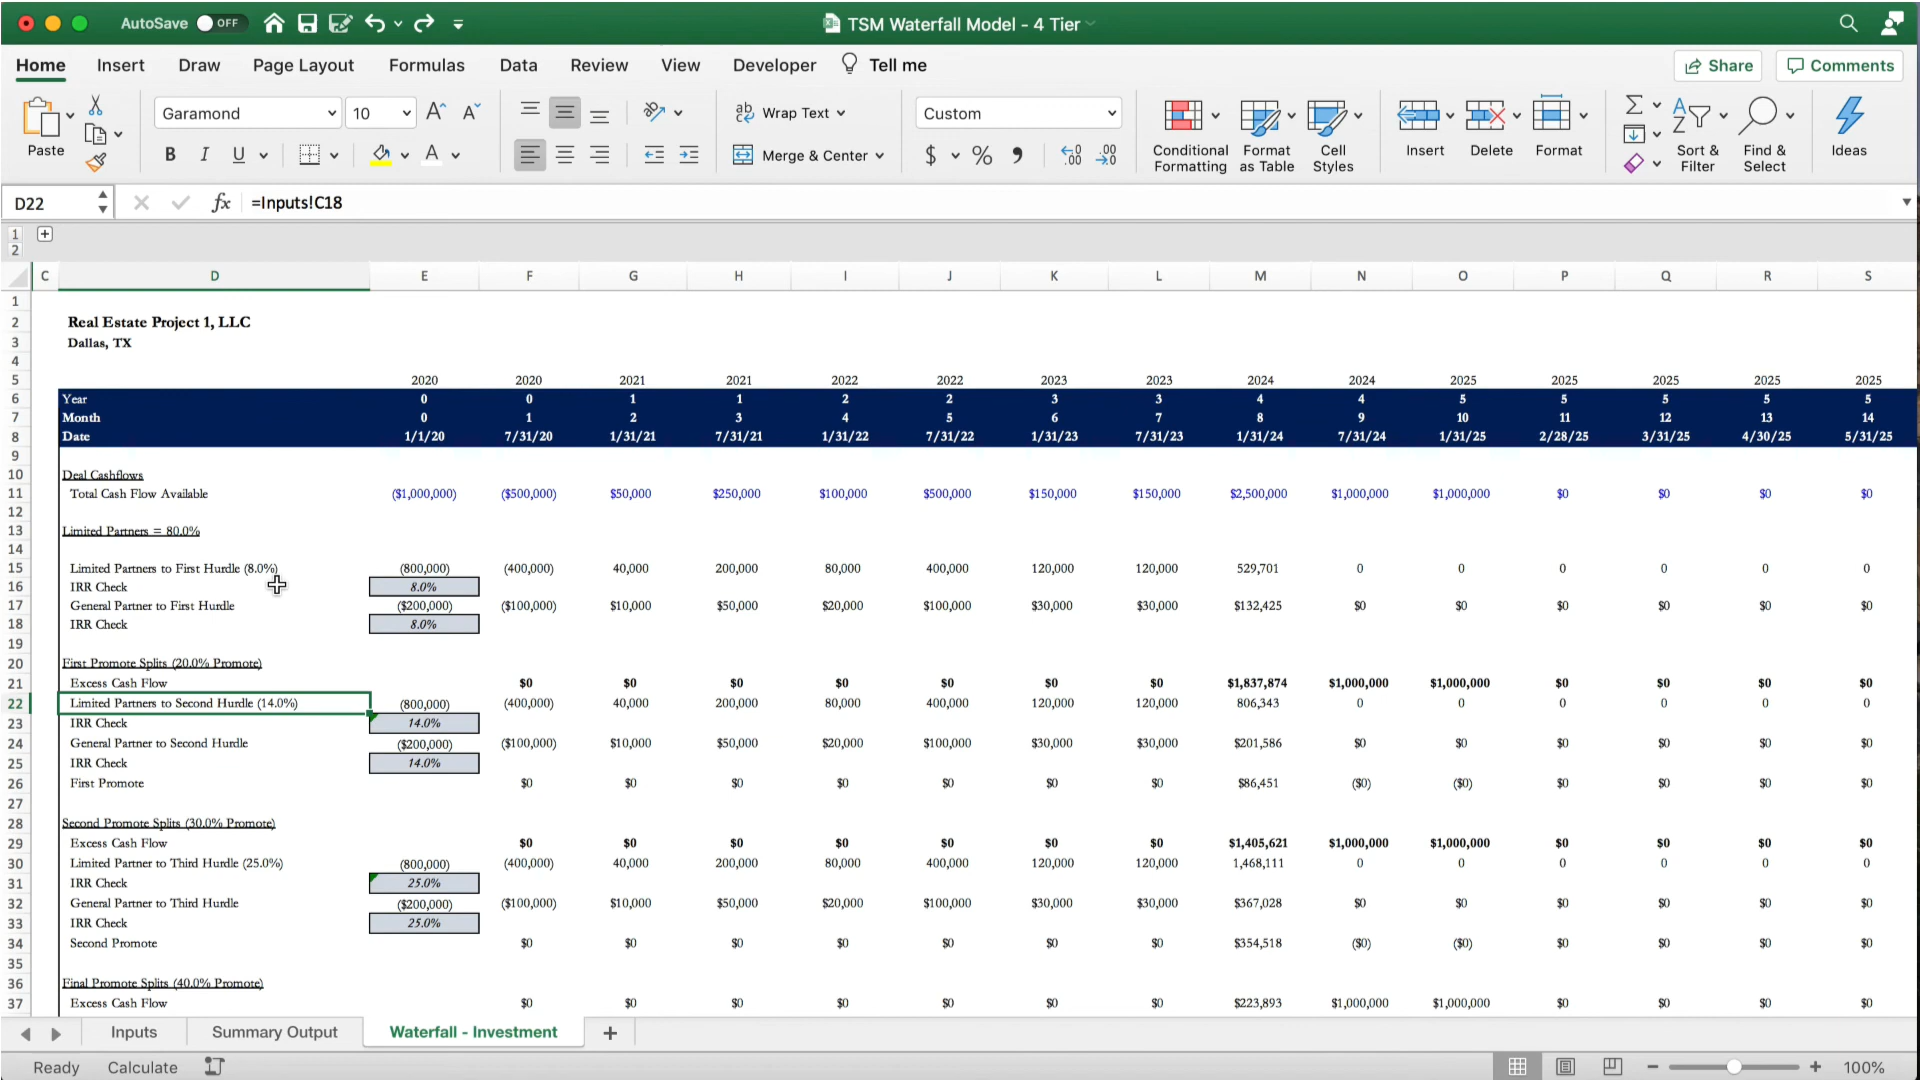 AutoSave OFF TSM Waterfall Model - 4 Tier
Home Insert Draw Page Layout Formulas Data Review View Developer Tell me Share Comments
Paste Garamond 10 Wrap Text Custom
B I U A Merge & Center $ % Conditional Formatting Format as Table Cell Styles Insert Delete Format Sort & Filter Find & Select Ideas
D22 fx =Inputs!C18
1
2
C D E F G H I J K L M N O P Q R S
1
2 Real Estate Project 1, LLC
3 Dallas, TX
4
5 2020 2020 2021 2021 2022 2022 2023 2023 2024 2024 2025 2025 2025 2025 2025
6 Year 0 0 1 1 2 2 3 3 4 4 5 5 5 5 5
7 Month 0 1 2 3 4 5 6 7 8 9 10 11 12 13 14
8 Date 1/1/20 7/31/20 1/31/21 7/31/21 1/31/22 7/31/22 1/31/23 7/31/23 1/31/24 7/31/24 1/31/25 2/28/25 3/31/25 4/30/25 5/31/25
9
10 Deal Cashflows
11 Total Cash Flow Available ($1,000,000) ($500,000) $50,000 $250,000 $100,000 $500,000 $150,000 $150,000 $2,500,000 $1,000,000 $1,000,000 $0 $0 $0 $0
12
13 Limited Partners = 80.0%
14
15 Limited Partners to First Hurdle (8.0%) (800,000) (400,000) 40,000 200,000 80,000 400,000 120,000 120,000 529,701 0 0 0 0 0 0
16 IRR Check 8.0%
17 General Partner to First Hurdle ($200,000) ($100,000) $10,000 $50,000 $20,000 $100,000 $30,000 $30,000 $132,425 $0 $0 $0 $0 $0 $0
18 IRR Check 8.0%
19
20 First Promote Splits (20.0% Promote)
21 Excess Cash Flow $0 $0 $0 $0 $0 $0 $0 $1,837,874 $1,000,000 $1,000,000 $0 $0 $0 $0
22 Limited Partners to Second Hurdle (14.0%) (800,000) (400,000) 40,000 200,000 80,000 400,000 120,000 120,000 806,343 0 0 0 0 0 0
23 IRR Check 14.0%
24 General Partner to Second Hurdle ($200,000) ($100,000) $10,000 $50,000 $20,000 $100,000 $30,000 $30,000 $201,586 $0 $0 $0 $0 $0 $0
25 IRR Check 14.0%
26 First Promote $0 $0 $0 $0 $0 $0 $0 $86,451 ($0) ($0) $0 $0 $0 $0
27
28 Second Promote Splits (30.0% Promote)
29 Excess Cash Flow $0 $0 $0 $0 $0 $0 $0 $1,405,621 $1,000,000 $1,000,000 $0 $0 $0 $0
30 Limited Partner to Third Hurdle (25.0%) (800,000) (400,000) 40,000 200,000 80,000 400,000 120,000 120,000 1,468,111 0 0 0 0 0 0
31 IRR Check 25.0%
32 General Partner to Third Hurdle ($200,000) ($100,000) $10,000 $50,000 $20,000 $100,000 $30,000 $30,000 $367,028 $0 $0 $0 $0 $0 $0
33 IRR Check 25.0%
34 Second Promote $0 $0 $0 $0 $0 $0 $0 $354,518 ($0) ($0) $0 $0 $0 $0
35
36 Final Promote Splits (40.0% Promote)
37 Excess Cash Flow $0 $0 $0 $0 $0 $0 $0 $223,893 $1,000,000 $1,000,000 $0 $0 $0 $0
Inputs Summary Output Waterfall - Investment
Ready Calculate 100%